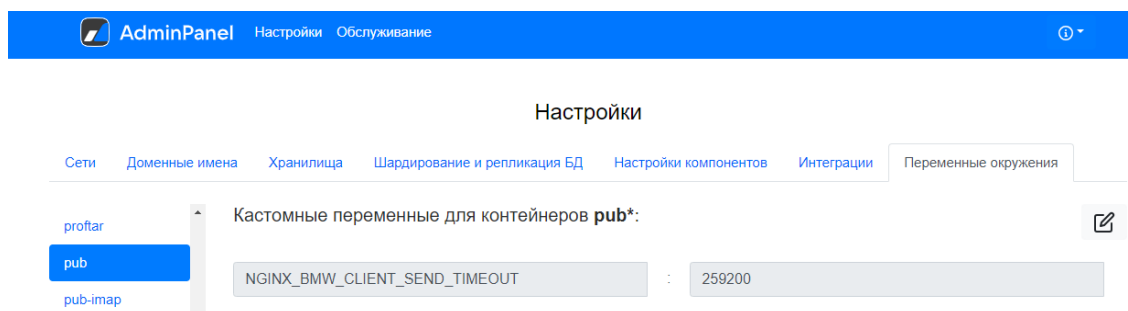 AdminPanel Настройки Обслуживание
Настройки
Сети Доменные имена Хранилища Шардирование и репликация БД Настройки компонентов Интеграции Переменные окружения
proftar
Кастомные переменные для контейнеров pub*:
pub
NGINX_BMW_CLIENT_SEND_TIMEOUT : 259200
pub-imap